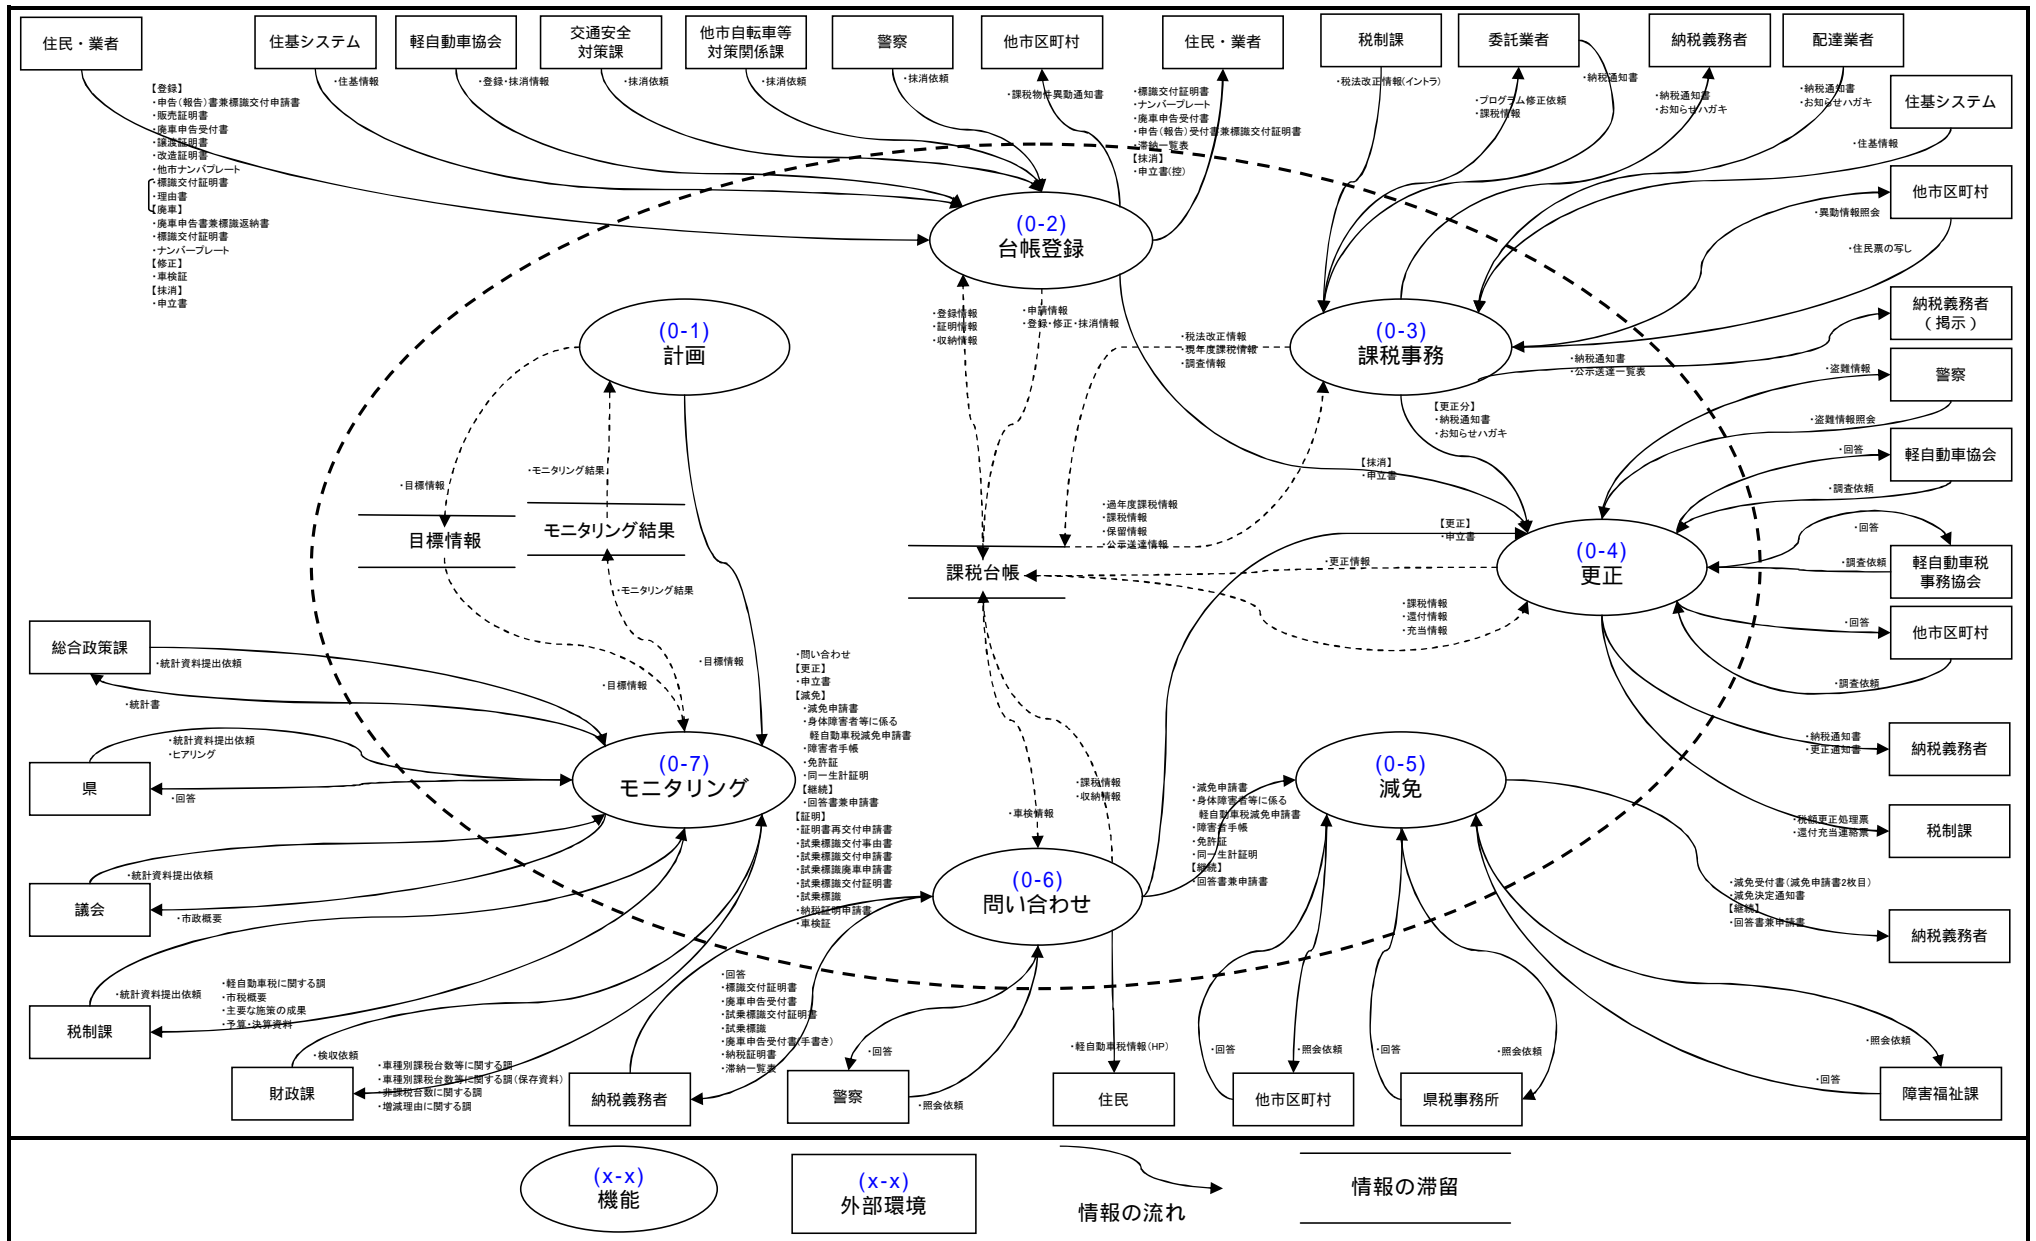 住民・業者
住基システム
軽自動車協会
交通安全
対策課
他市自転車等
対策関係課
警察
他市区町村
住民・業者
税制課
委託業者
納税義務者
配達業者
【登録】
・申告(報告)書兼標識交付申請書
・販売証明書
・廃車申告受付書
・譲渡証明書
・改造証明書
・他市ナンバプレート
・標識交付証明書
・理由書
【廃車】
・廃車申告書兼標識返納書
・標識交付証明書
・ナンバープレート
【修正】
・車検証
【抹消】
・申立書
・住基情報
・登録・抹消情報
・抹消依頼
・抹消依頼
・抹消依頼
・課税物件異動通知書
・標識交付証明書
・ナンバープレート
・廃車申告受付書
・申告(報告)受付書兼標識交付証明書
・滞納一覧表
【抹消】
・申立書(控)
・税法改正情報(イントラ)
・プログラム修正依頼
・課税情報
・納税通知書
・納税通知書
・お知らせハガキ
・納税通知書
・お知らせハガキ
住基システム
・住基情報
他市区町村
・異動情報照会
・住民票の写し
(0-2)
台帳登録
(0-1)
計画
(0-3)
課税事務
納税義務者
(掲示)
・納税通知書
・公示送達一覧表
・登録情報
・証明情報
・収納情報
・申請情報
・登録・修正・抹消情報
・税法改正情報
・現年度課税情報
・調査情報
警察
・盗難情報
・盗難情報照会
【更正分】
・納税通知書
・お知らせハガキ
軽自動車協会
・回答
・調査依頼
【抹消】
・申立書
・目標情報
・モニタリング結果
目標情報
モニタリング結果
・過年度課税情報
・課税情報
・保留情報
・公示送達情報
【更正】
・申立書
(0-4)
更正
・回答
・調査依頼
軽自動車税
事務協会
課税台帳
・更正情報
・モニタリング結果
・課税情報
・還付情報
・充当情報
他市区町村
・回答
・調査依頼
総合政策課
・統計資料提出依頼
・統計書
・目標情報
・目標情報
・問い合わせ
【更正】
・申立書
【減免】
・減免申請書
・身体障害者等に係る
軽自動車税減免申請書
・障害者手帳
・免許証
・同一生計証明
【継続】
・回答書兼申請書
【証明】
・証明書再交付申請書
・試乗標識交付事由書
・試乗標識交付申請書
・試乗標識廃車申請書
・試乗標識交付証明書
・試乗標識
・納税証明申請書
・車検証
県
・統計資料提出依頼
・ヒアリング
・回答
(0-7)
モニタリング
・課税情報
・収納情報
・車検情報
(0-5)
減免
・減免申請書
・身体障害者等に係る
軽自動車税減免申請書
・障害者手帳
・免許証
・同一生計証明
【継続】
・回答書兼申請書
・納税通知書
・更正通知書
納税義務者
・税額更正処理票
・還付充当連絡票
税制課
議会
・統計資料提出依頼
・市政概要
(0-6)
問い合わせ
・減免受付書(減免申請書2枚目)
・減免決定通知書
【継続】
・回答書兼申請書
納税義務者
税制課
・統計資料提出依頼
・軽自動車税に関する調
・市税概要
・主要な施策の成果
・予算・決算資料
・回答
・標識交付証明書
・廃車申告受付書
・試乗標識交付証明書
・試乗標識
・廃車申告受付書(手書き)
・納税証明書
・滞納一覧表
財政課
・検収依頼
・車種別課税台数等に関する調
・車種別課税台数等に関する調(保存資料)
・非課税台数に関する調
・増減理由に関する調
納税義務者
警察
・回答
・照会依頼
・軽自動車税情報(HP)
住民
・回答
・照会依頼
他市区町村
・回答
・照会依頼
県税事務所
・照会依頼
・回答
障害福祉課
(x-x)
機能
(x-x)
外部環境
情報の流れ
情報の滞留